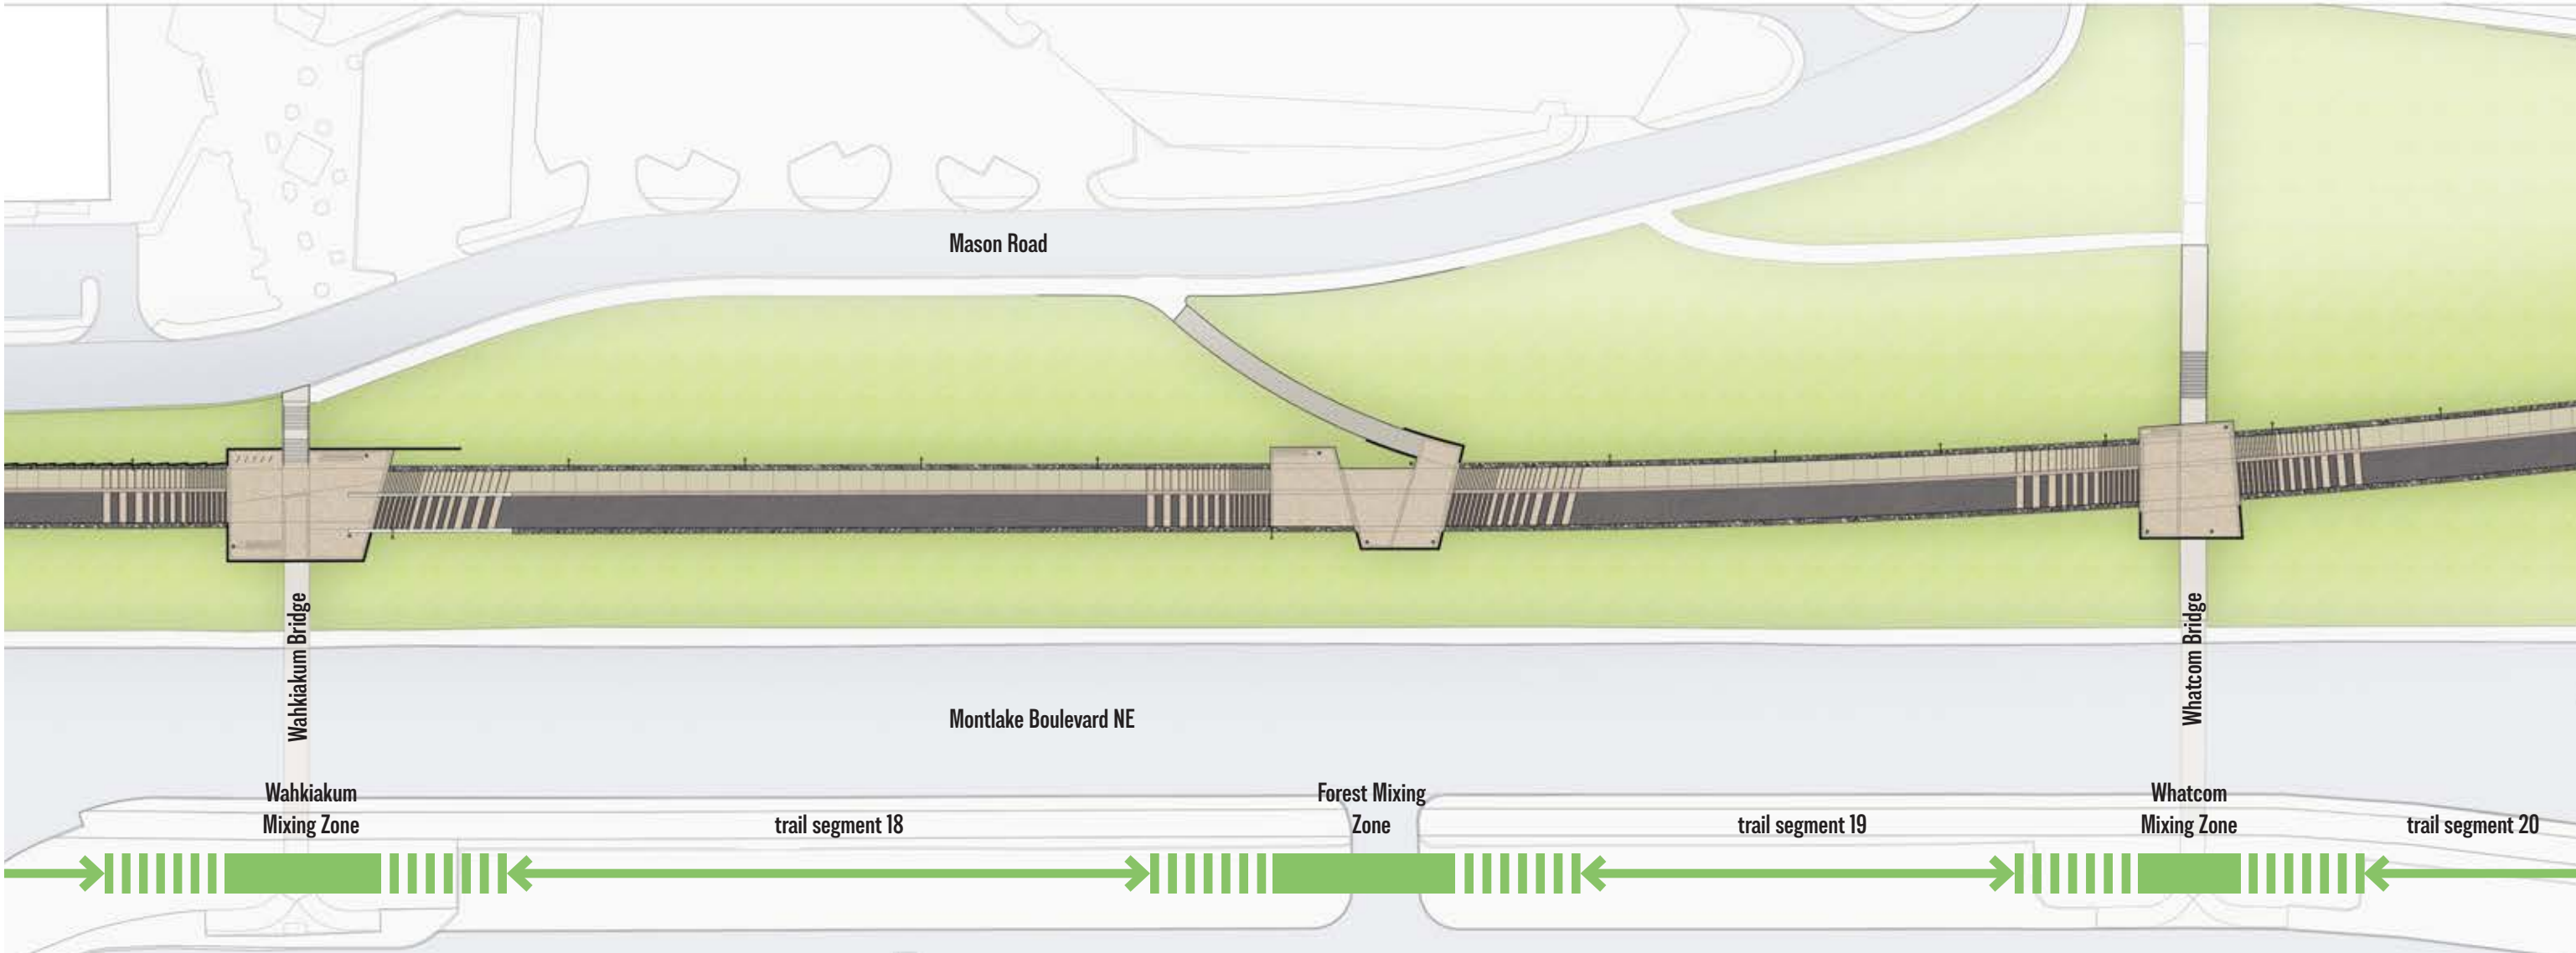 Mason Road
Wahkiakum Bridge
Whatcom Bridge
Montlake Boulevard NE
Wahkiakum
Mixing Zone
trail segment 18
Forest Mixing
Zone
trail segment 19
Whatcom
Mixing Zone
trail segment 20